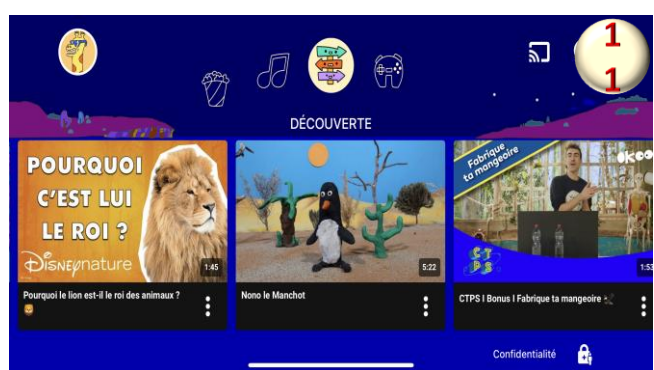 1
1
DÉCOUVERTE
POURQUOI
C'EST LUI
LE ROI ?
DISNEYNATURE
1:45
5:22
Fabrique
ta mangeoire
okoo
CTPS
1:53
Pourquoi le lion est-il le roi des animaux ?
Nono le Manchot
CTPS I Bonus I Fabrique ta mangeoire
Confidentialité